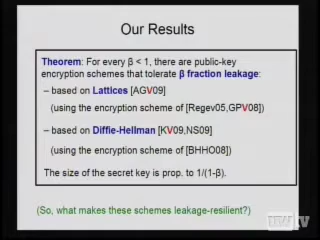 Our Results
Theorem: For every β < 1, there are public-key
encryption schemes that tolerate β fraction leakage:
– based on Lattices [AGV09]
(using the encryption scheme of [Regev05,GPV08])
– based on Diffie-Hellman [KV09,NS09]
(using the encryption scheme of [BHHO08])
The size of the secret key is prop. to 1/(1-β).
(So, what makes these schemes leakage-resilient?)